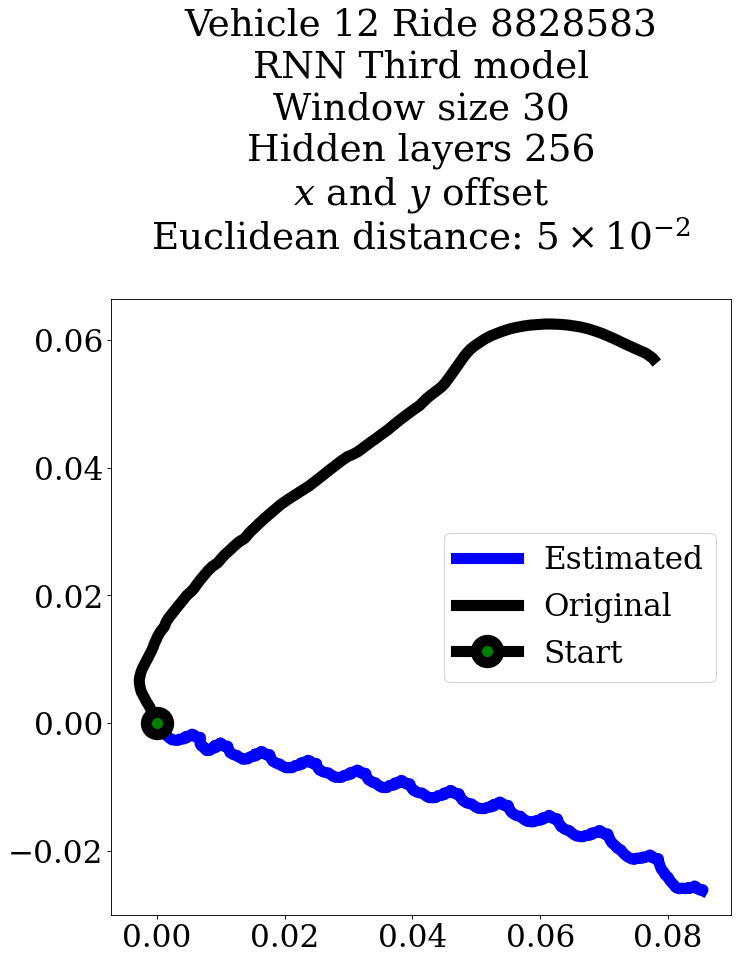 Vehicle 12 Ride 8828583
RNN Third model
Window size 30
Hidden layers 256
x and y offset
Euclidean distance: 5 × 10⁻²
0.06
0.04
0.02
0.00
−0.02
Estimated
Original
Start
0.00 0.02 0.04 0.06 0.08